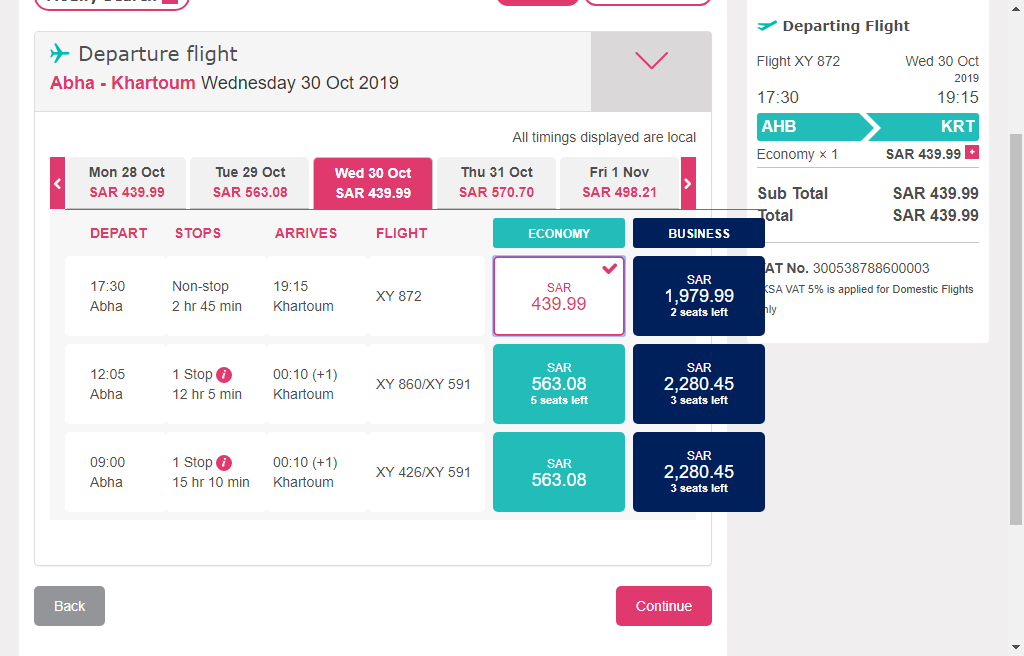 Departure flight
Abha - Khartoum Wednesday 30 Oct 2019
All timings displayed are local
Mon 28 Oct
SAR 439.99
Tue 29 Oct
SAR 563.08
Wed 30 Oct
SAR 439.99
Thu 31 Oct
SAR 570.70
Fri 1 Nov
SAR 498.21
DEPART STOPS ARRIVES FLIGHT ECONOMY BUSINESS
17:30
Abha
Non-stop
2 hr 45 min
19:15
Khartoum
XY 872
SAR
439.99
SAR
1,979.99
2 seats left
12:05
Abha
1 Stop i
12 hr 5 min
00:10 (+1)
Khartoum
XY 860/XY 591
SAR
563.08
5 seats left
SAR
2,280.45
3 seats left
09:00
Abha
1 Stop i
15 hr 10 min
00:10 (+1)
Khartoum
XY 426/XY 591
SAR
563.08
SAR
2,280.45
3 seats left
Back
Continue
Departing Flight
Flight XY 872 Wed 30 Oct
2019
17:30 19:15
AHB KRT
Economy × 1 SAR 439.99 +
Sub Total SAR 439.99
Total SAR 439.99
AT No. 300538788600003
KSA VAT 5% is applied for Domestic Flights
nly